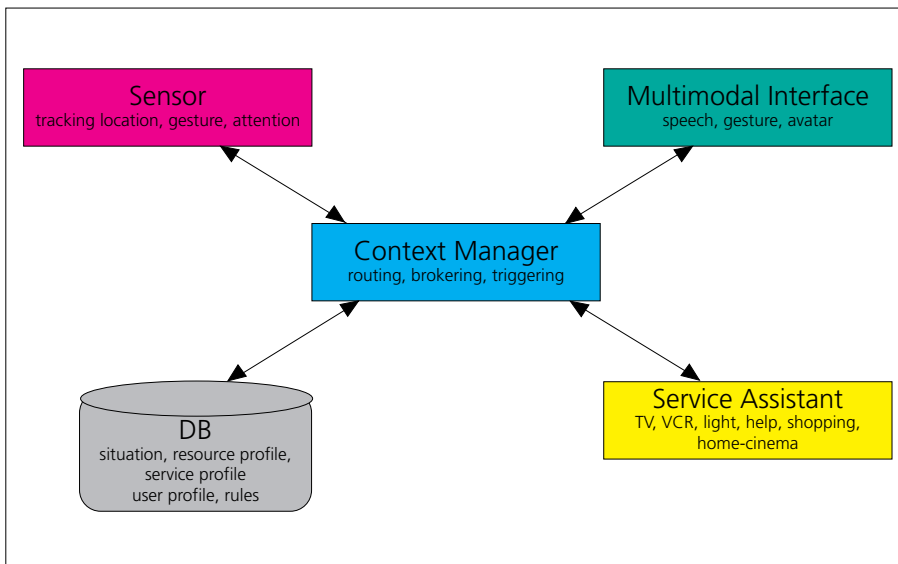 Sensor
tracking location, gesture, attention
Multimodal Interface
speech, gesture, avatar
Context Manager
routing, brokering, triggering
DB
situation, resource profile,
service profile
user profile, rules
Service Assistant
TV, VCR, light, help, shopping,
home-cinema